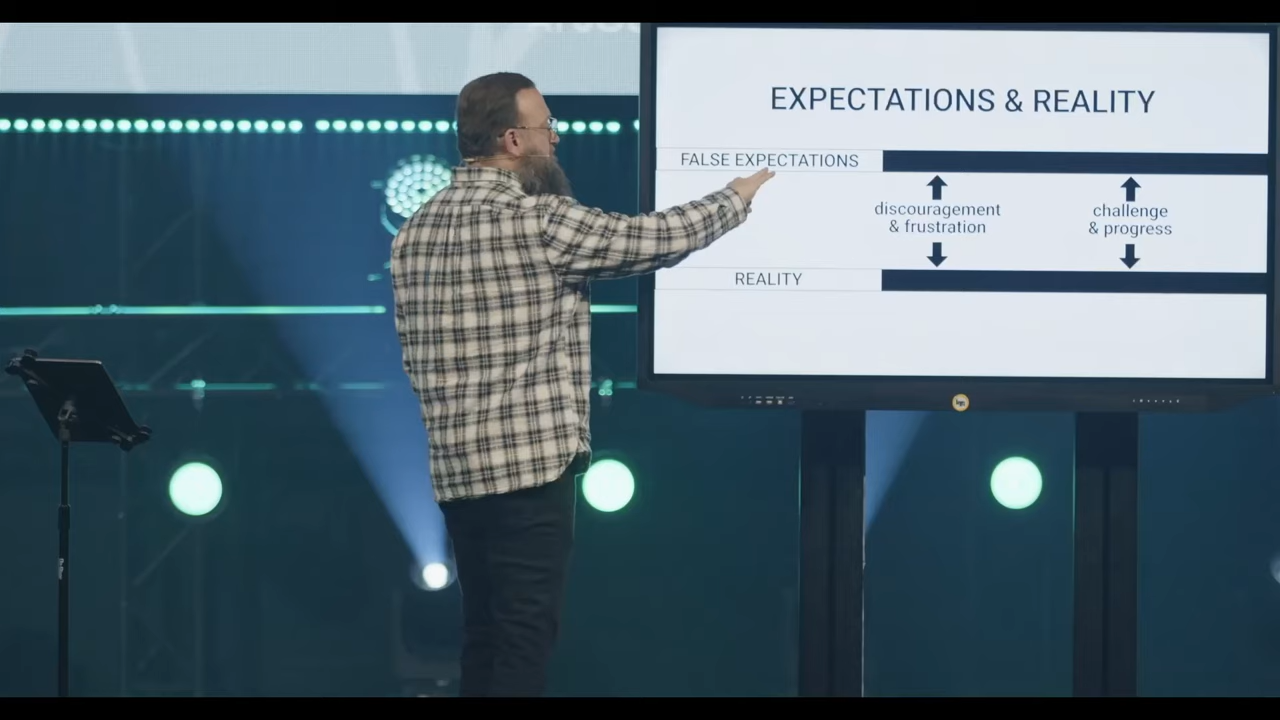 EXPECTATIONS & REALITY
FALSE EXPECTATIONS
discouragement
& frustration
challenge
& progress
REALITY